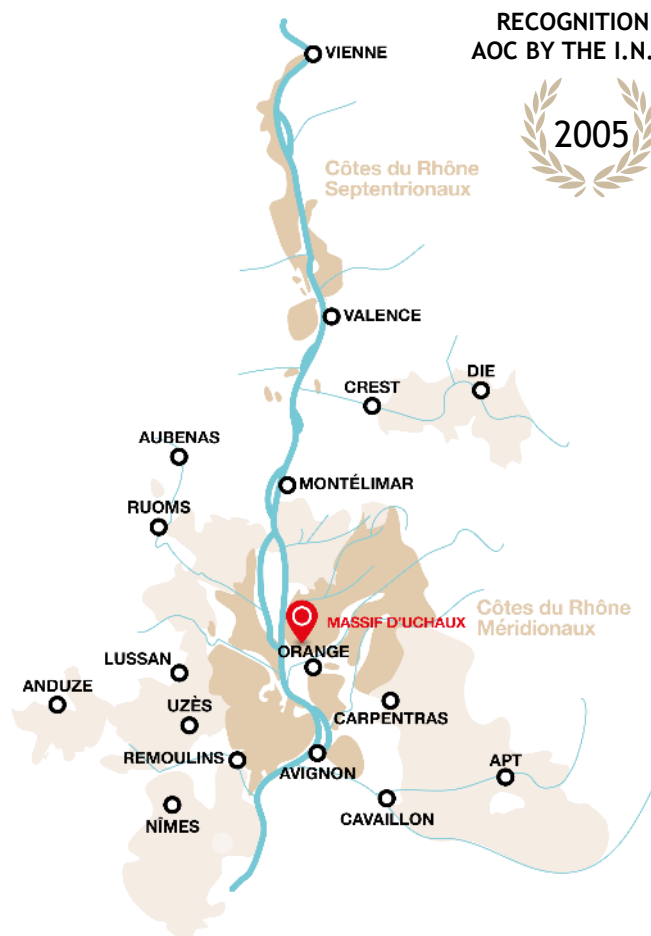 RECOGNITION
AOC BY THE I.N.
2005
VIENNE
Côtes du Rhône
Septentrionaux
VALENCE
DIE
CREST
AUBENAS
MONTÉLIMAR
RUOMS
Côtes du Rhône
Méridionaux
MASSIF D'UCHAUX
ORANGE
LUSSAN
ANDUZE
UZÈS
CARPENTRAS
REMOULINS
AVIGNON
APT
NÎMES
CAVAILLON